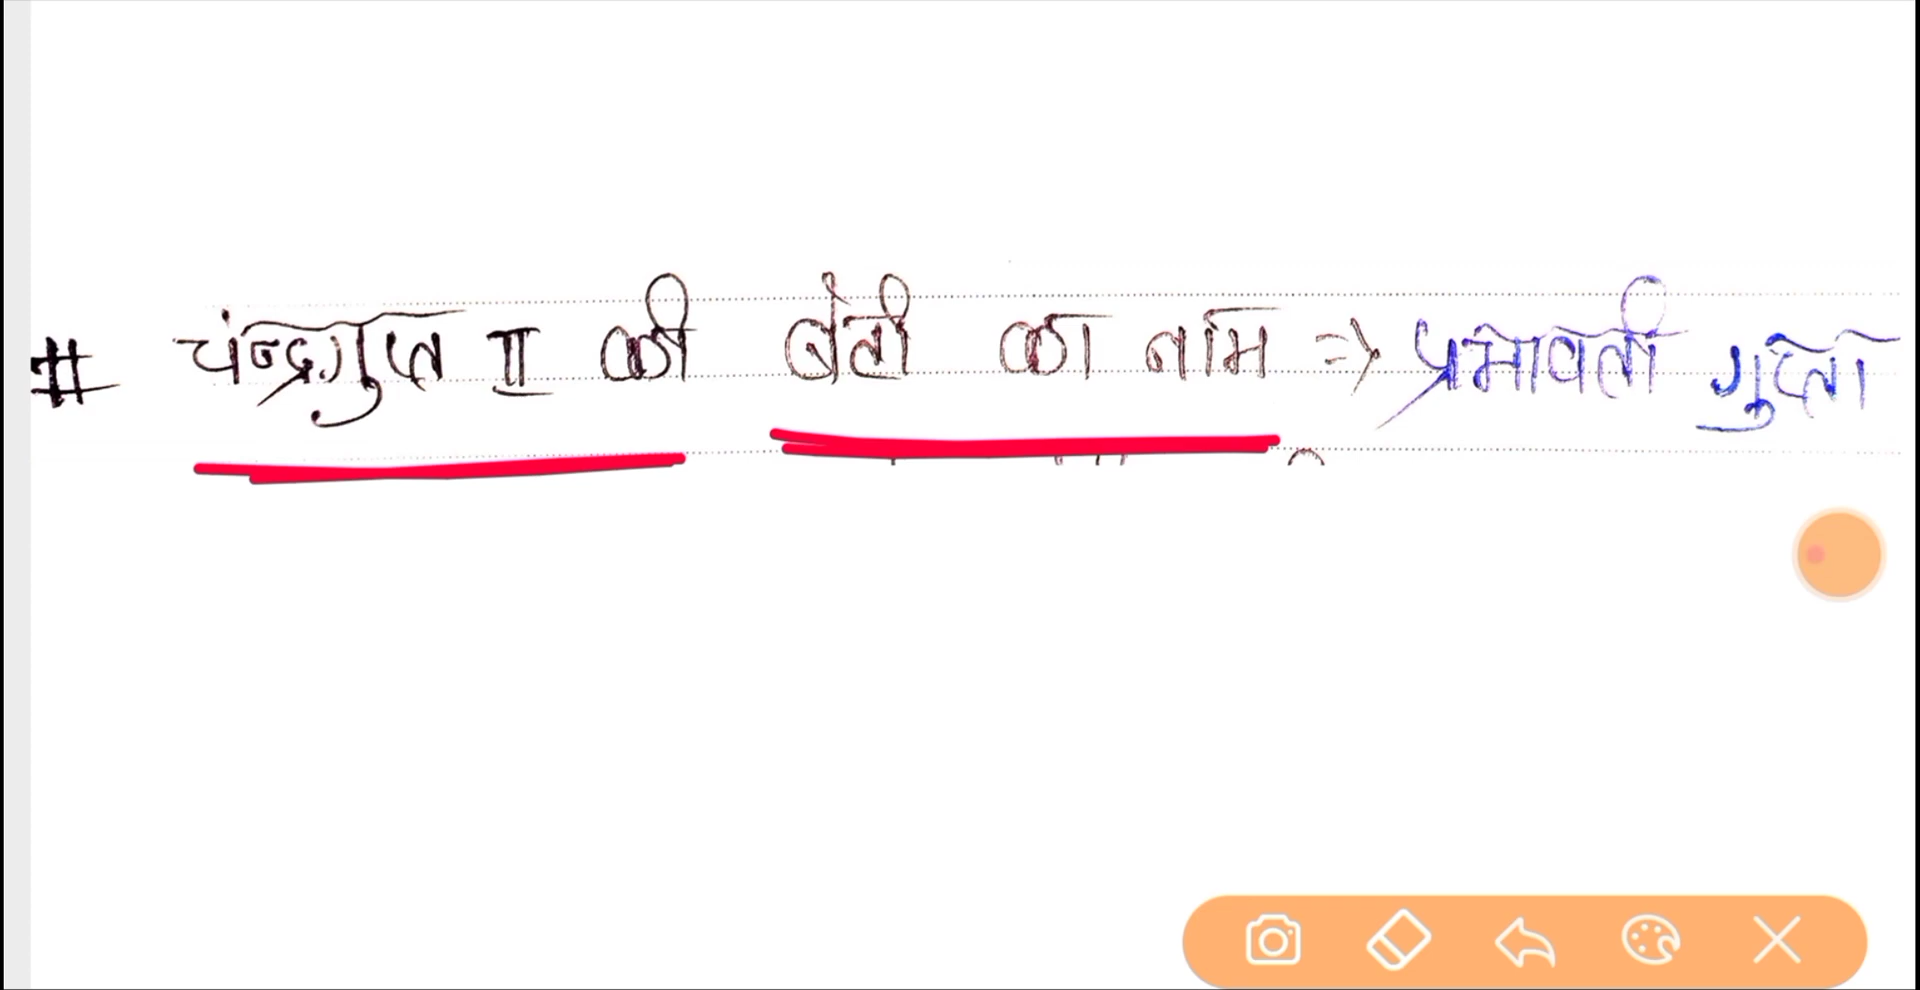 # चंन्द्रगुप्त II की बेटी का नाम => प्रभावती गुप्ता